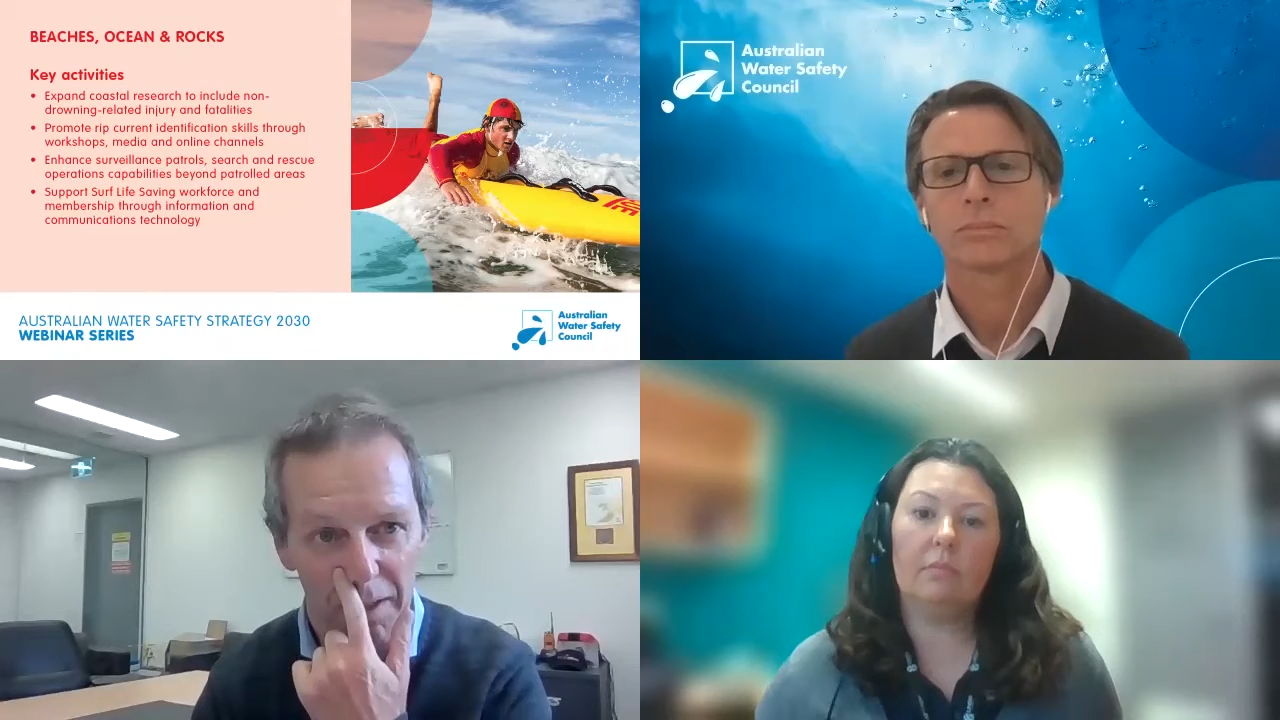 BEACHES, OCEAN & ROCKS
Key activities
• Expand coastal research to include non-
drowning-related injury and fatalities
• Promote rip current identification skills through
workshops, media and online channels
• Enhance surveillance patrols, search and rescue
operations capabilities beyond patrolled areas
• Support Surf Life Saving workforce and
membership through information and
communications technology
AUSTRALIAN WATER SAFETY STRATEGY 2030
WEBINAR SERIES
Australian
Water Safety
Council
Australian
Water Safety
Council